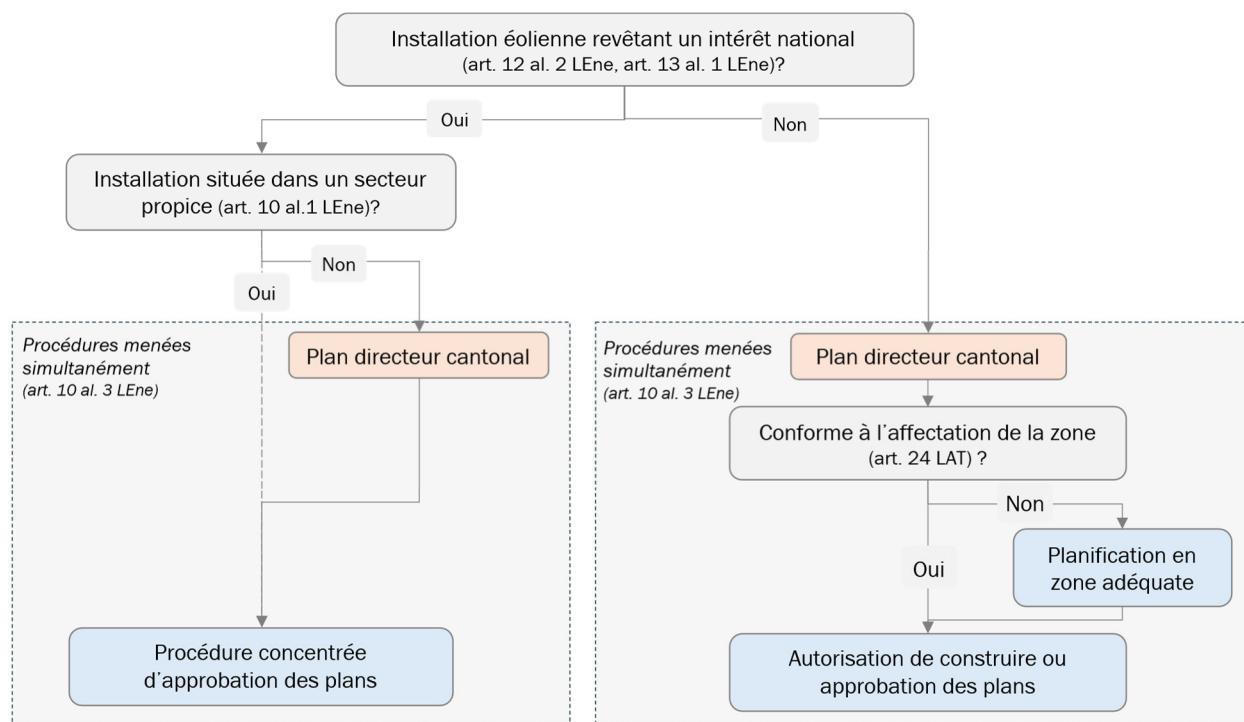 Installation éolienne revêtant un intérêt national
(art. 12 al. 2 LEne, art. 13 al. 1 LEne)?
Oui
Non
Installation située dans un secteur
propice (art. 10 al.1 LEne)?
Non
Oui
Procédures menées
simultanément
(art. 10 al. 3 LEne)
Plan directeur cantonal
Procédure concentrée
d'approbation des plans
Procédures menées
simultanément
(art. 10 al. 3 LEne)
Plan directeur cantonal
Conforme à l'affectation de la zone
(art. 24 LAT) ?
Non
Oui
Planification en
zone adéquate
Autorisation de construire ou
approbation des plans